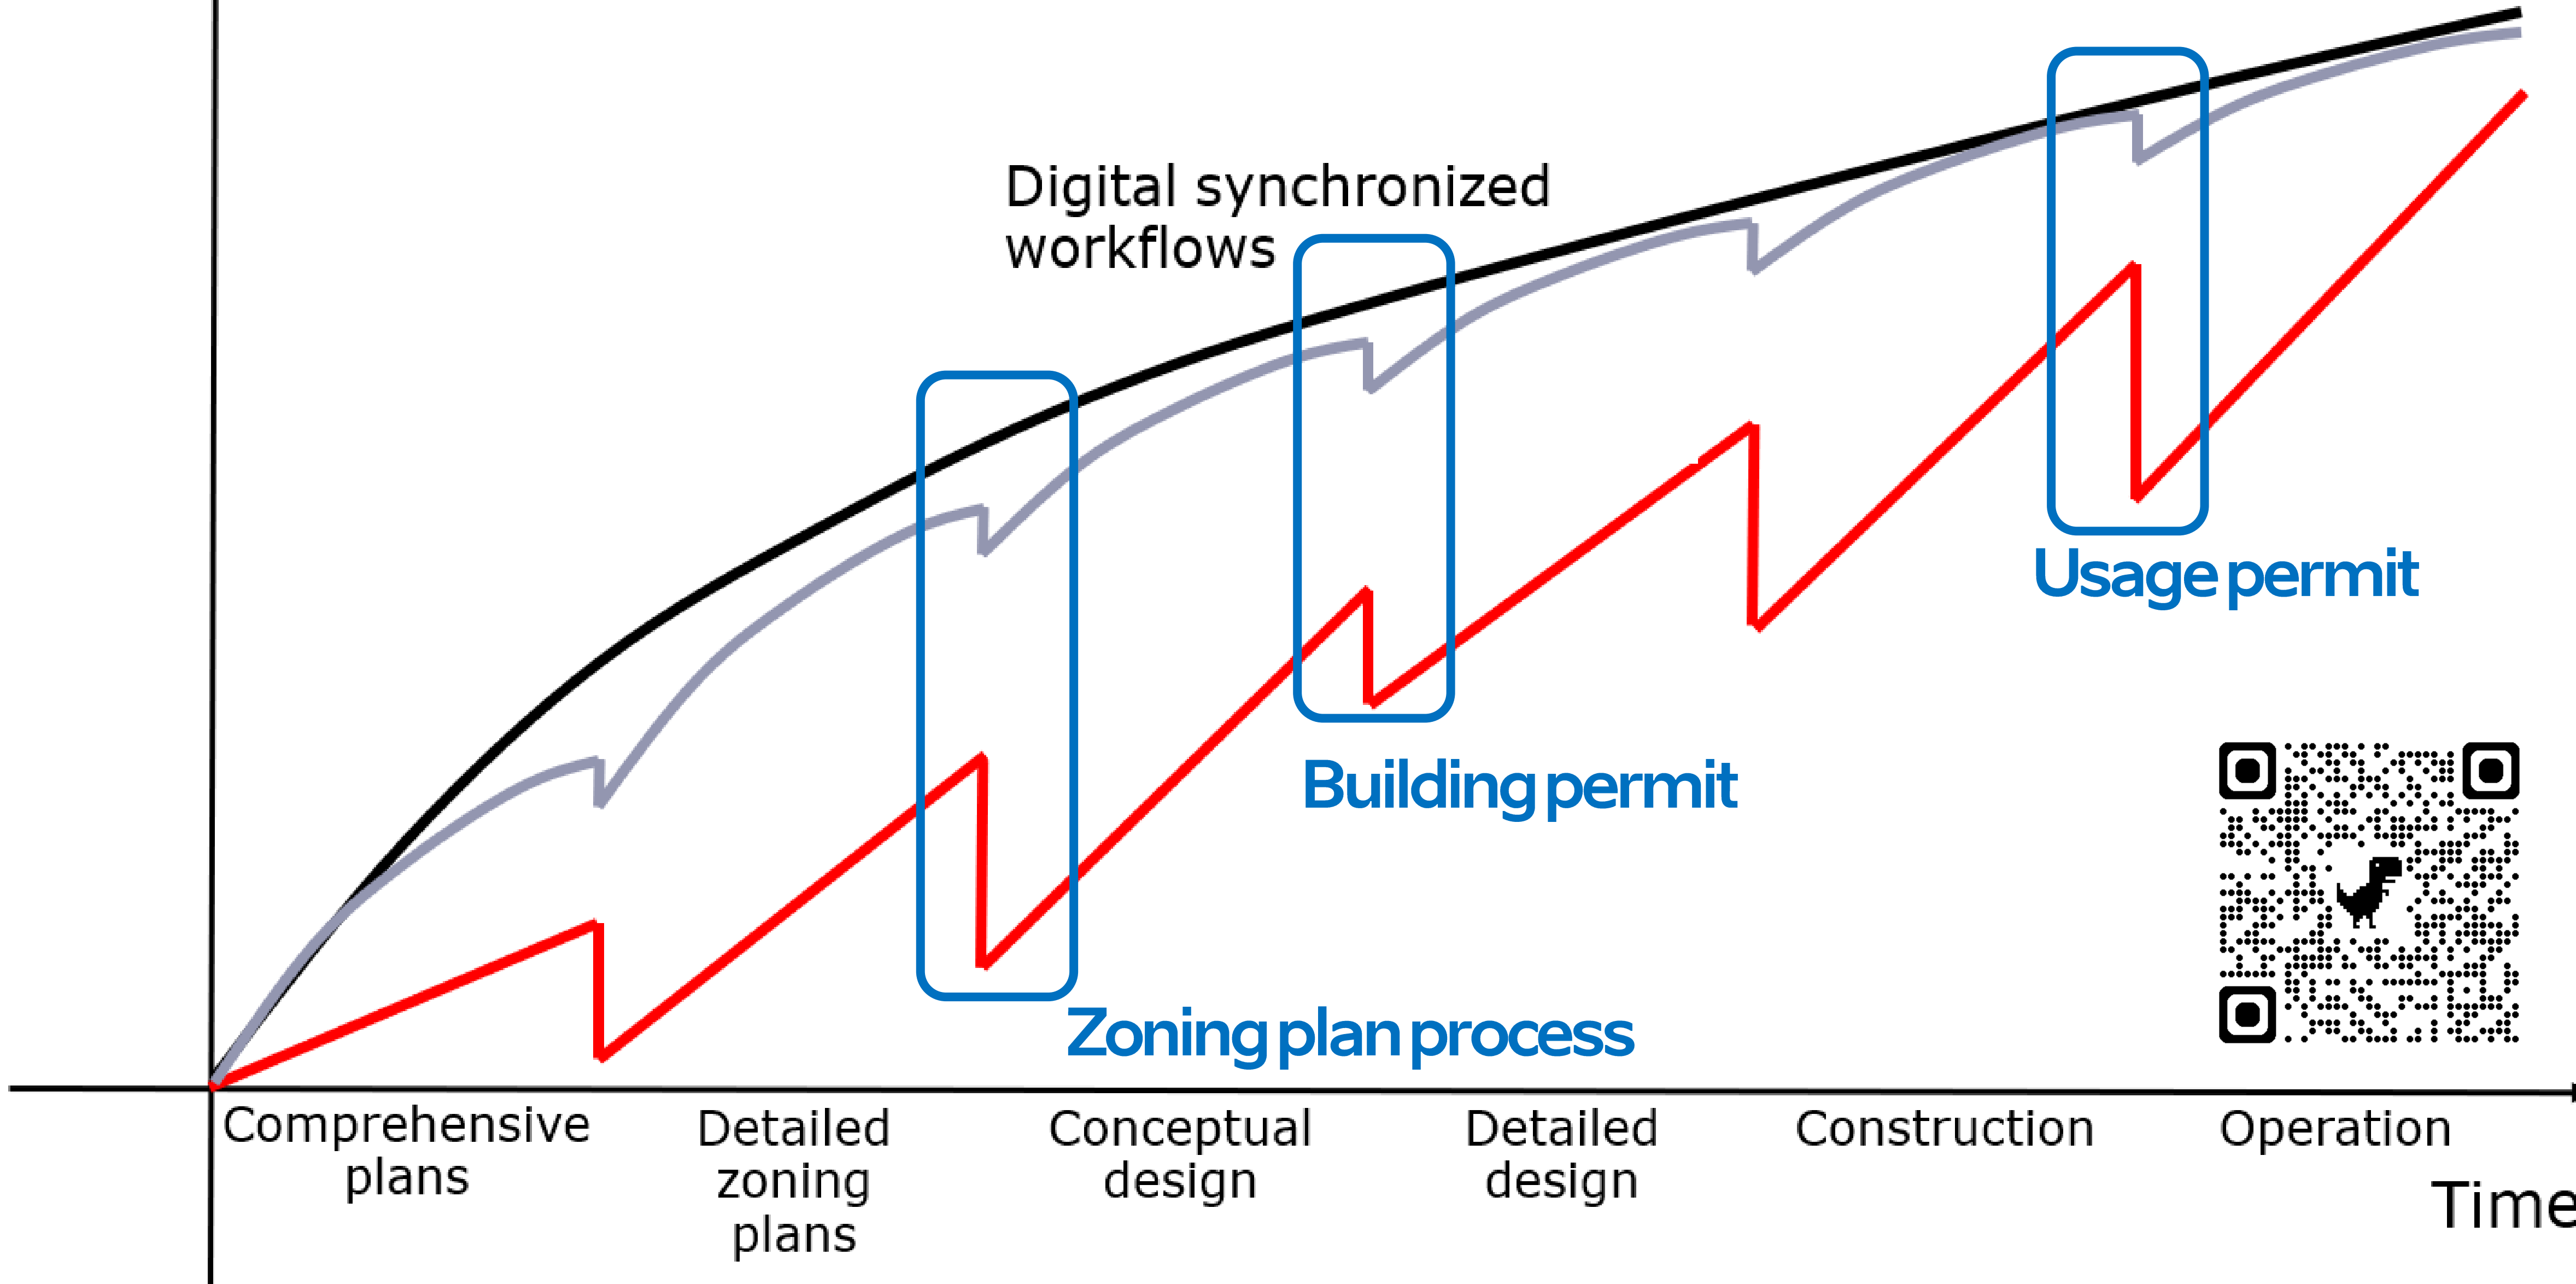 Digital synchronized
workflows
Usage permit
Building permit
Zoning plan process
Comprehensive
plans
Detailed
zoning
plans
Conceptual
design
Detailed
design
Construction
Operation
Time